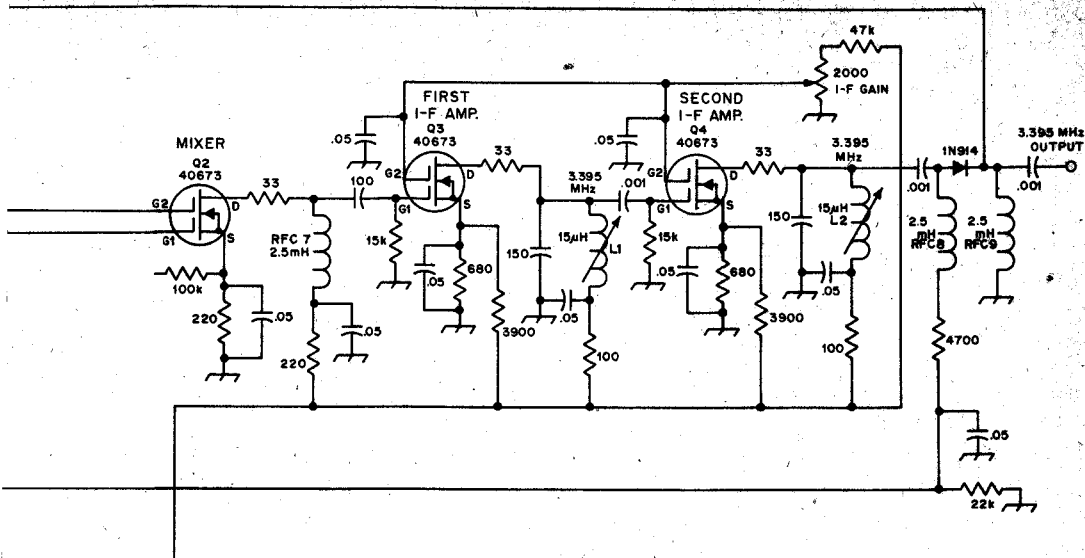 47k
2000
I-F GAIN
FIRST
I-F AMP.
Q3
40673
SECOND
I-F AMP.
Q4
40673
MIXER
Q2
40673
.05
.05
3.395 MHz
OUTPUT
1N914
.001
.001
G2
D
G1
S
33
100
G2
D
G1
S
33
3.395
MHz
.001
G2
D
G1
S
33
3.395
MHz
RFC 7
2.5mH
15k
150
15µH
L1
15k
150
15µH
L2
2.5
mH
RFC8
2.5
mH
RFC9
100k
220
.05
.05
220
.05
680
3900
.05
100
.05
680
3900
.05
100
4700
.05
22k